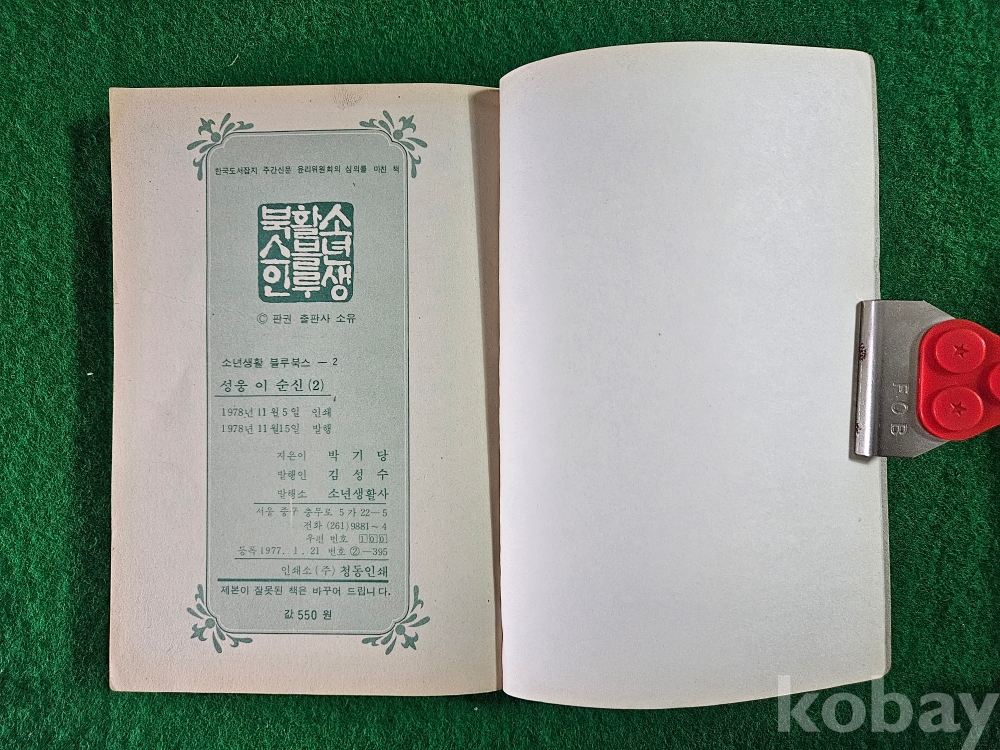 한국도서잡지 주간신문 윤리위원회의 심의를 마친 책
소년생
활블루
북스인
ⓒ 판권 출판사 소유
소년생활 블루북스 — 2
성웅 이 순신 (2)
1978년 11월 5일 인쇄
1978년 11월15일 발행
지은이 박 기 당
발행인 김 성 수
발행소 소년생활사
서울 중구 충무로 5 가 22—5
전화 (261) 9881~4
우편 번호 100
등록 1977. 1. 21 번호 ②—395
인쇄소 (주) 청동인쇄
제본이 잘못된 책은 바꾸어 드립니다.
값 550 원
FOB
kobay